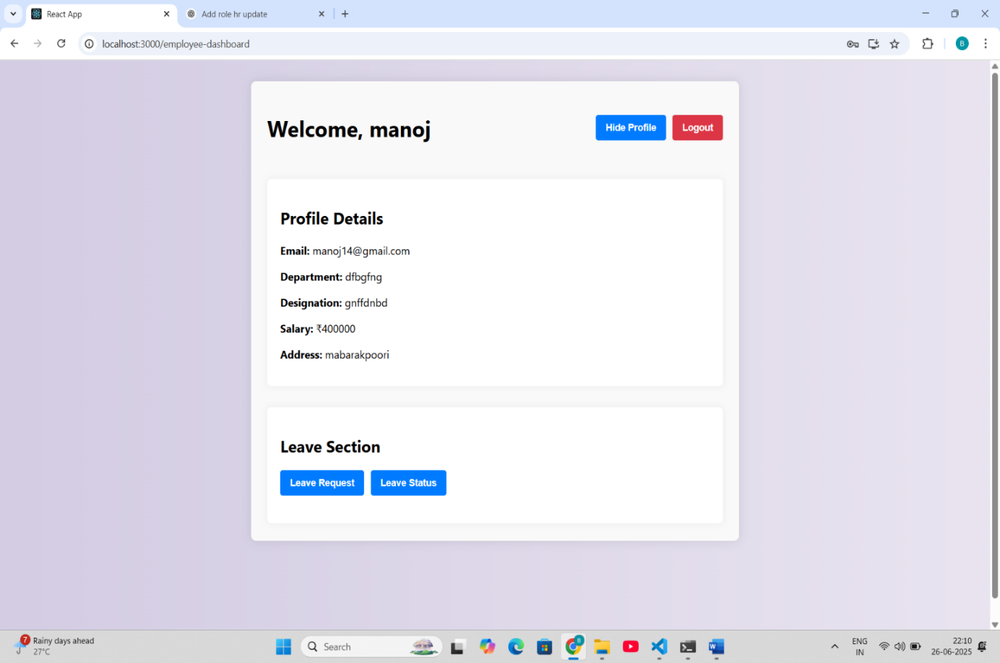 React App
Add role hr update
localhost:3000/employee-dashboard
B
Welcome, manoj
Hide Profile
Logout
Profile Details
Email: manoj14@gmail.com
Department: dfbgfng
Designation: gnffdnbd
Salary: ₹400000
Address: mabarakpoori
Leave Section
Leave Request
Leave Status
7
Rainy days ahead
27°C
Search
B
ENG
IN
22:10
26-06-2025